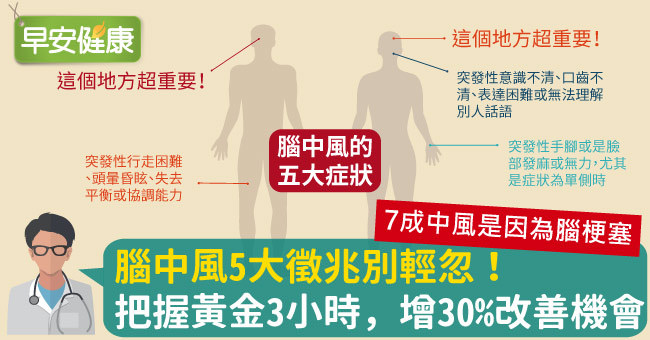 早安健康
這個地方超重要！
這個地方超重要！
突發性意識不清、口齒不
清、表達困難或無法理解
別人話語
腦中風的
五大症狀
突發性手腳或是臉
部發麻或無力，尤其
是症狀為單側時
突發性行走困難
、頭暈昏眩、失去
平衡或協調能力
7成中風是因為腦梗塞
腦中風5大徵兆別輕忽！
把握黃金3小時，增30%改善機會